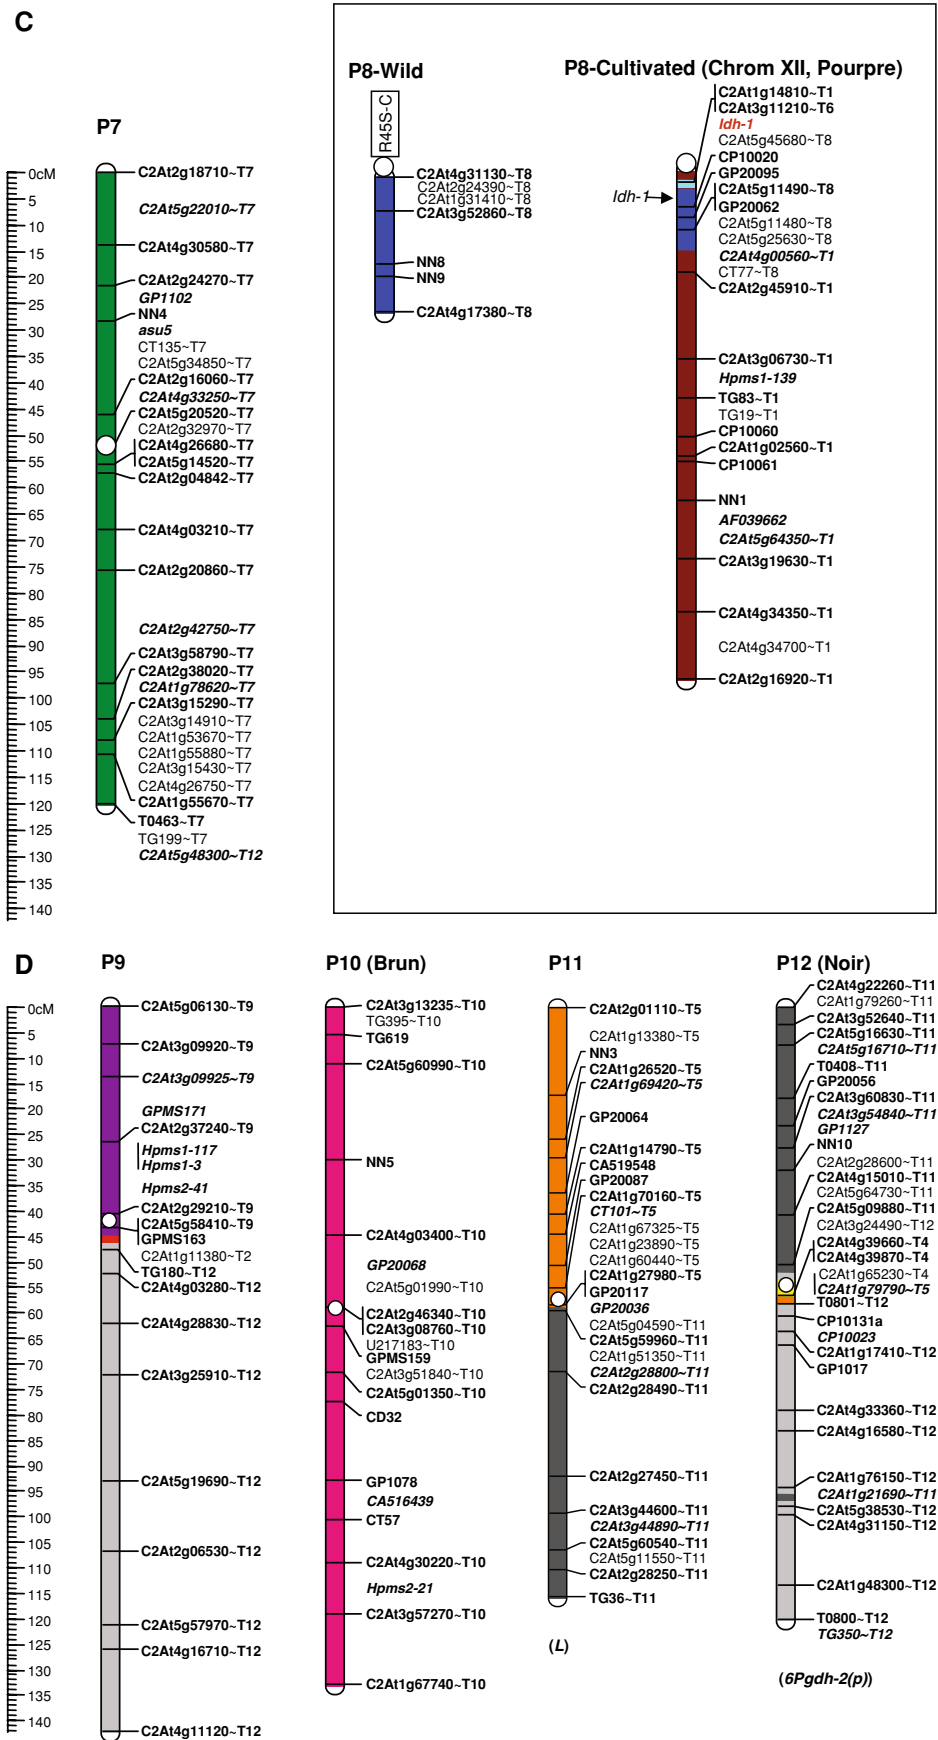 C
P7
0cM
5
10
15
20
25
30
35
40
45
50
55
60
65
70
75
80
85
90
95
100
105
110
115
120
125
130
135
140
C2At2g18710~T7
C2At5g22010~T7
C2At4g30580~T7
C2At2g24270~T7
GP1102
NN4
asu5
CT135~T7
C2At5g34850~T7
C2At2g16060~T7
C2At4g33250~T7
C2At5g20520~T7
C2At2g32970~T7
C2At4g26680~T7
C2At5g14520~T7
C2At2g04842~T7
C2At4g03210~T7
C2At2g20860~T7
C2At2g42750~T7
C2At3g58790~T7
C2At2g38020~T7
C2At1g78620~T7
C2At3g15290~T7
C2At3g14910~T7
C2At1g53670~T7
C2At1g55880~T7
C2At3g15430~T7
C2At4g26750~T7
C2At1g55670~T7
T0463~T7
TG199~T7
C2At5g48300~T12
P8-Wild
R45S-C
C2At4g31130~T8
C2At2g24390~T8
C2At1g31410~T8
C2At3g52860~T8
NN8
NN9
C2At4g17380~T8
P8-Cultivated (Chrom XII, Pourpre)
Idh-1
C2At1g14810~T1
C2At3g11210~T6
Idh-1
C2At5g45680~T8
CP10020
GP20095
C2At5g11490~T8
GP20062
C2At5g11480~T8
C2At5g25630~T8
C2At4g00560~T1
CT77~T8
C2At2g45910~T1
C2At3g06730~T1
Hpms1-139
TG83~T1
TG19~T1
CP10060
C2At1g02560~T1
CP10061
NN1
AF039662
C2At5g64350~T1
C2At3g19630~T1
C2At4g34350~T1
C2At4g34700~T1
C2At2g16920~T1
D
P9
0cM
5
10
15
20
25
30
35
40
45
50
55
60
65
70
75
80
85
90
95
100
105
110
115
120
125
130
135
140
C2At5g06130~T9
C2At3g09920~T9
C2At3g09925~T9
GPMS171
C2At2g37240~T9
Hpms1-117
Hpms1-3
Hpms2-41
C2At2g29210~T9
C2At5g58410~T9
GPMS163
C2At1g11380~T2
TG180~T12
C2At4g03280~T12
C2At4g28830~T12
C2At3g25910~T12
C2At5g19690~T12
C2At2g06530~T12
C2At5g57970~T12
C2At4g16710~T12
C2At4g11120~T12
P10 (Brun)
C2At3g13235~T10
TG395~T10
TG619
C2At5g60990~T10
NN5
C2At4g03400~T10
GP20068
C2At5g01990~T10
C2At2g46340~T10
C2At3g08760~T10
U217183~T10
GPMS159
C2At3g51840~T10
C2At5g01350~T10
CD32
GP1078
CA516439
CT57
C2At4g30220~T10
Hpms2-21
C2At3g57270~T10
C2At1g67740~T10
P11
C2At2g01110~T5
C2At1g13380~T5
NN3
C2At1g26520~T5
C2At1g69420~T5
GP20064
C2At1g14790~T5
CA519548
GP20087
C2At1g70160~T5
CT101~T5
C2At1g67325~T5
C2At1g23890~T5
C2At1g60440~T5
C2At1g27980~T5
GP20117
GP20036
C2At5g04590~T11
C2At5g59960~T11
C2At1g51350~T11
C2At2g28800~T11
C2At2g28490~T11
C2At2g27450~T11
C2At3g44600~T11
C2At3g44890~T11
C2At5g60540~T11
C2At5g11550~T11
C2At2g28250~T11
TG36~T11
(L)
P12 (Noir)
C2At4g22260~T11
C2At1g79260~T11
C2At3g52640~T11
C2At5g16630~T11
C2At5g16710~T11
T0408~T11
GP20056
C2At3g60830~T11
C2At3g54840~T11
GP1127
NN10
C2At2g28600~T11
C2At4g15010~T11
C2At5g64730~T11
C2At5g09880~T11
C2At3g24490~T12
C2At4g39660~T4
C2At4g39870~T4
C2At1g65230~T4
C2At1g79790~T5
T0801~T12
CP10131a
CP10023
C2At1g17410~T12
GP1017
C2At4g33360~T12
C2At4g16580~T12
C2At1g76150~T12
C2At1g21690~T11
C2At5g38530~T12
C2At4g31150~T12
C2At1g48300~T12
T0800~T12
TG350~T12
(6Pgdh-2(p))